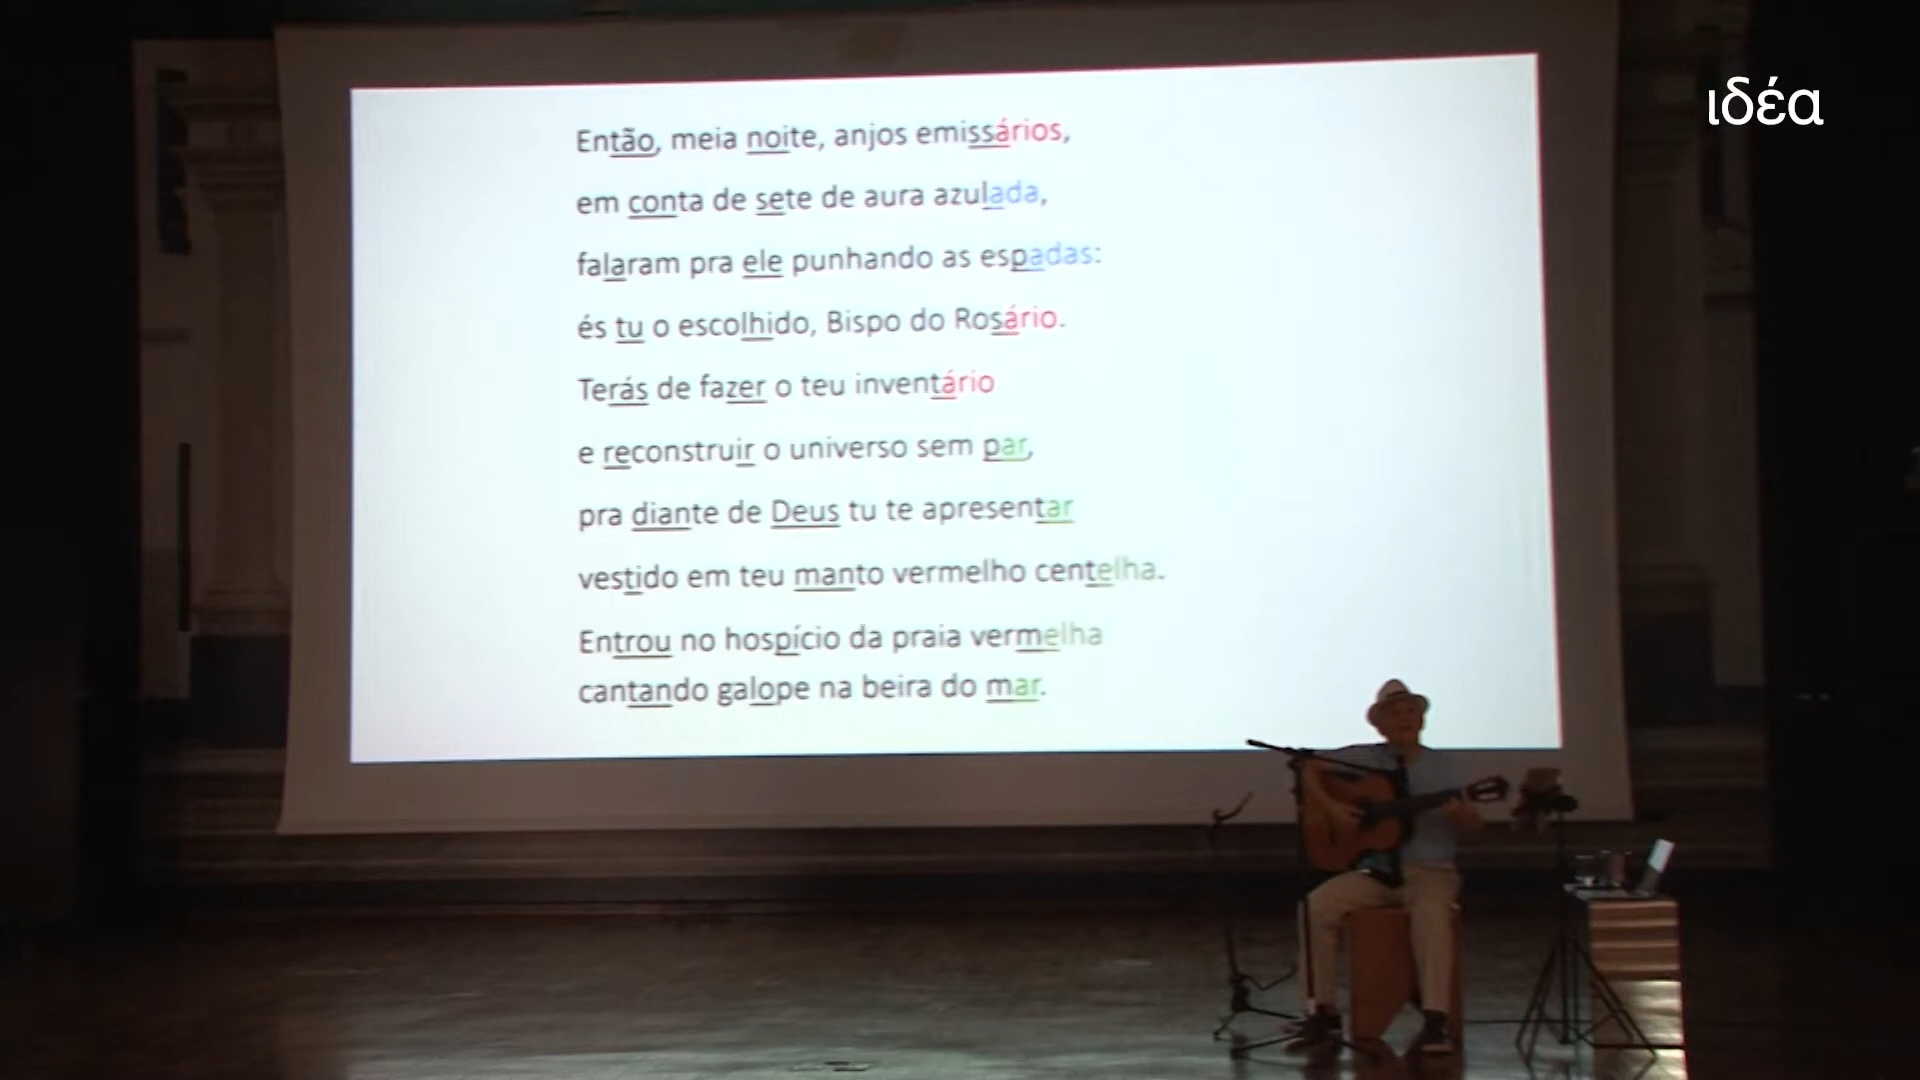 Então, meia noite, anjos emissários,
em conta de sete de aura azulada,
falaram pra ele punhando as espadas:
és tu o escolhido, Bispo do Rosário.
Terás de fazer o teu inventário
e reconstruir o universo sem par,
pra diante de Deus tu te apresentar
vestido em teu manto vermelho centelha.
Entrou no hospício da praia vermelha
cantando galope na beira do mar.
ιδέα